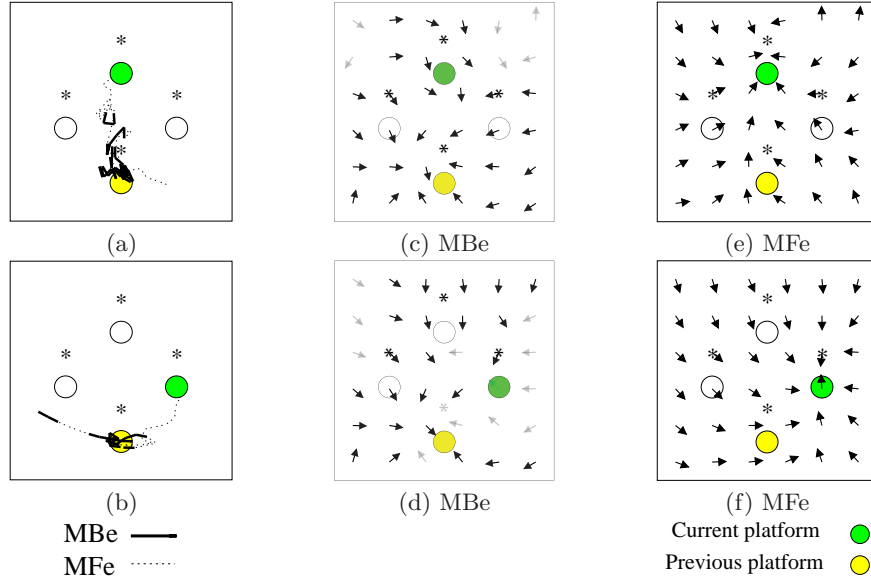 (a)
(c) MBe
(e) MFe
(b)
(d) MBe
(f) MFe
MBe
MFe
Current platform
Previous platform